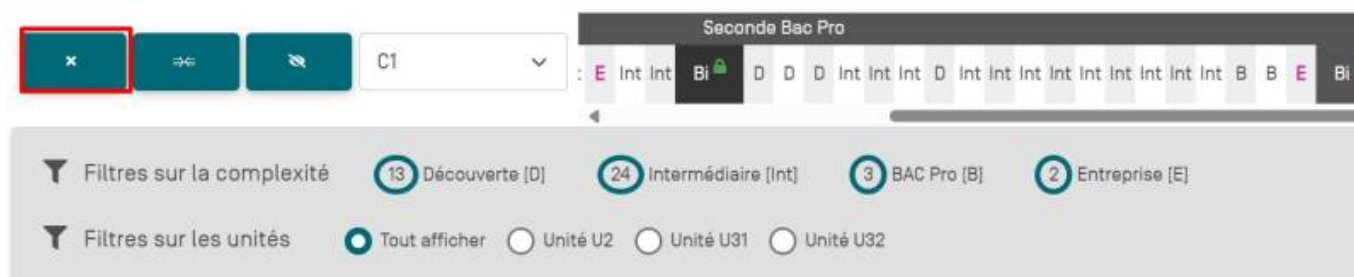 Seconde Bac Pro
C1
: E Int Int Bi D D D Int Int Int D Int Int Int Int Int Int Int Int Int B B E Bi
Filtres sur la complexité 13 Découverte [D] 24 Intermédiaire [Int] 3 BAC Pro [B] 2 Entreprise [E]
Filtres sur les unités Tout afficher Unité U2 Unité U31 Unité U32